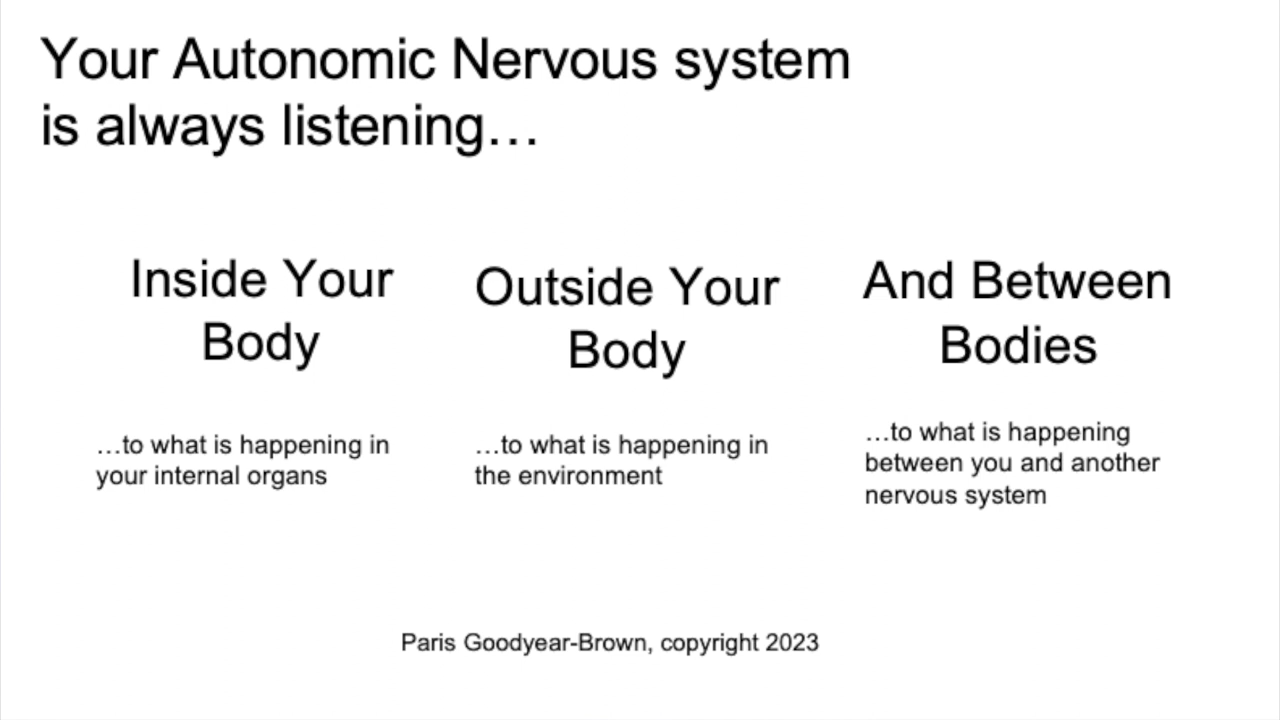 Your Autonomic Nervous system
is always listening…
Inside Your
Body
…to what is happening in
your internal organs
Outside Your
Body
…to what is happening in
the environment
And Between
Bodies
…to what is happening
between you and another
nervous system
Paris Goodyear-Brown, copyright 2023